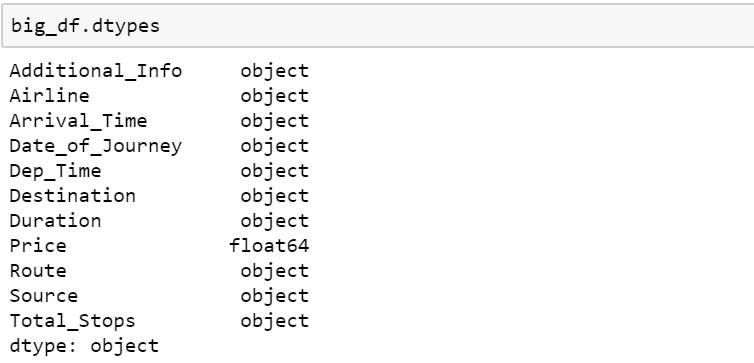 big_df.dtypes
Additional_Info object
Airline object
Arrival_Time object
Date_of_Journey object
Dep_Time object
Destination object
Duration object
Price float64
Route object
Source object
Total_Stops object
dtype: object